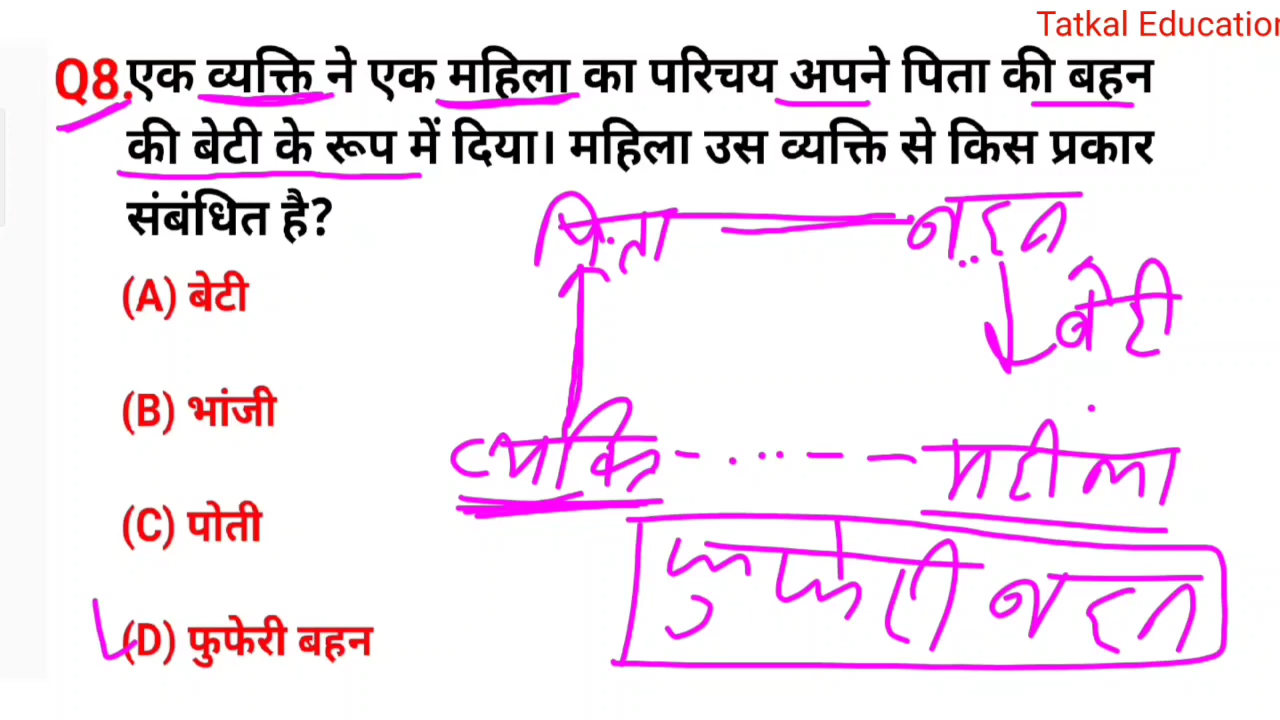 Tatkal Education
Q8.एक व्यक्ति ने एक महिला का परिचय अपने पिता की बहन
की बेटी के रूप में दिया। महिला उस व्यक्ति से किस प्रकार
संबंधित है?
पिता बहन
(A) बेटी
बेटी
(B) भांजी
व्यक्ति महीला
(C) पोती
फुफेरी बहन
(D) फुफेरी बहन